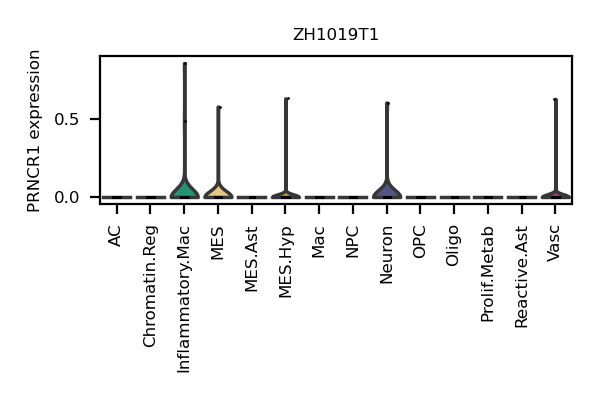 ZH1019T1
PRNCR1 expression
0.5
0.0
AC
Chromatin.Reg
Inflammatory.Mac
MES
MES.Ast
MES.Hyp
Mac
NPC
Neuron
OPC
Oligo
Prolif.Metab
Reactive.Ast
Vasc